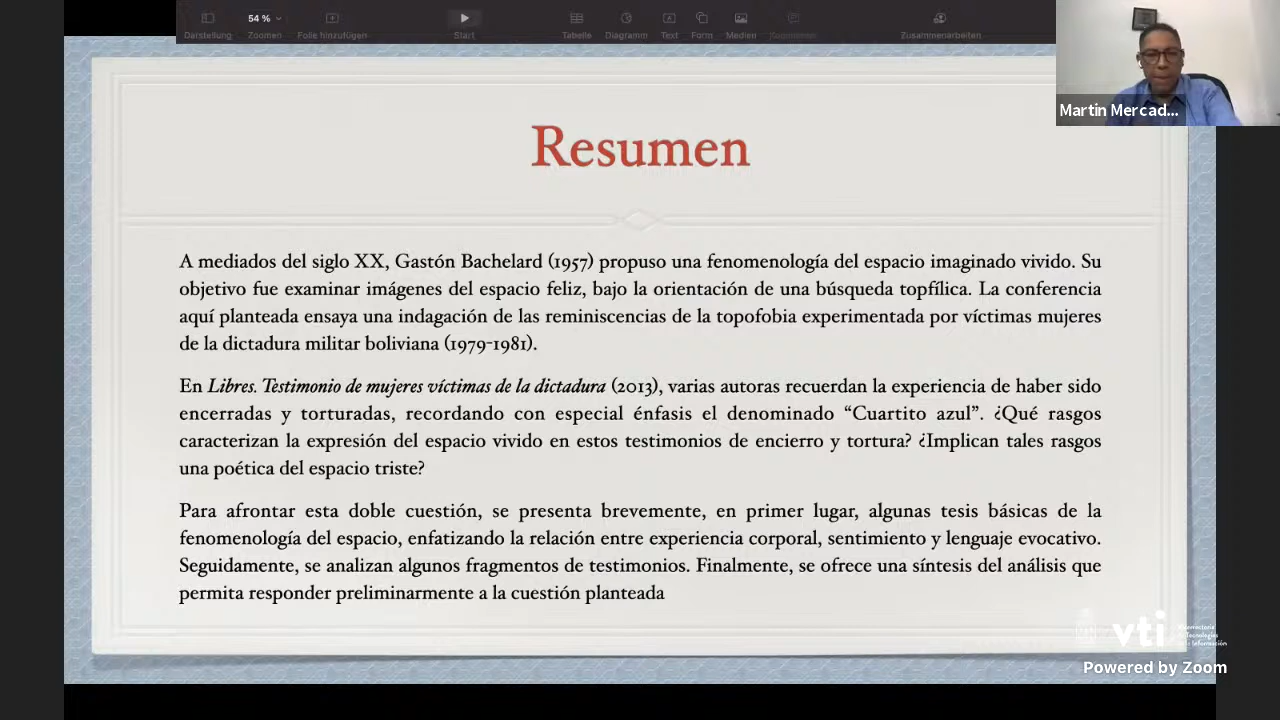 54 %
Darstellung Zoomen Folie hinzufügen Start Tabelle Diagramm Text Form Medien Kommentar Zusammenarbeiten
Martin Mercad...
Resumen
A mediados del siglo XX, Gastón Bachelard (1957) propuso una fenomenología del espacio imaginado vivido. Su
objetivo fue examinar imágenes del espacio feliz, bajo la orientación de una búsqueda topfílica. La conferencia
aquí planteada ensaya una indagación de las reminiscencias de la topofobia experimentada por víctimas mujeres
de la dictadura militar boliviana (1979-1981).
En Libres. Testimonio de mujeres víctimas de la dictadura (2013), varias autoras recuerdan la experiencia de haber sido
encerradas y torturadas, recordando con especial énfasis el denominado “Cuartito azul”. ¿Qué rasgos
caracterizan la expresión del espacio vivido en estos testimonios de encierro y tortura? ¿Implican tales rasgos
una poética del espacio triste?
Para afrontar esta doble cuestión, se presenta brevemente, en primer lugar, algunas tesis básicas de la
fenomenología del espacio, enfatizando la relación entre experiencia corporal, sentimiento y lenguaje evocativo.
Seguidamente, se analizan algunos fragmentos de testimonios. Finalmente, se ofrece una síntesis del análisis que
permita responder preliminarmente a la cuestión planteada
vti
Powered by Zoom